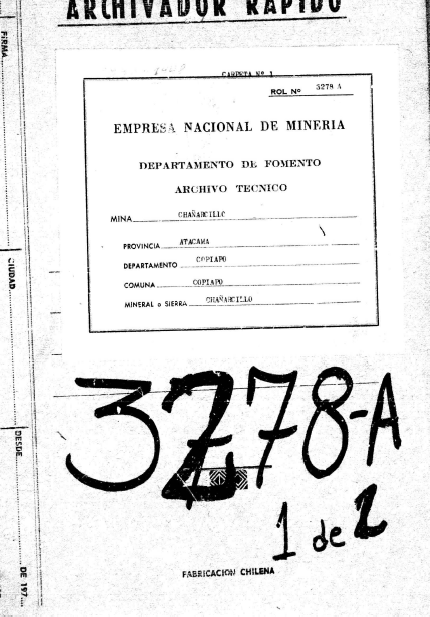 ARCHIVADOR RAPIDO
FIRMA
CARPETA Nº 1
ROL Nº 3278 A
EMPRESA NACIONAL DE MINERIA
DEPARTAMENTO DE FOMENTO
ARCHIVO TECNICO
MINA CHAÑARCILLO
PROVINCIA ATACAMA
DEPARTAMENTO COPIAPO
COMUNA COPIAPO
MINERAL o SIERRA CHAÑARCILLO
CIUDAD
3278-A
1 de 2
DESDE
DE 197
FABRICACION CHILENA